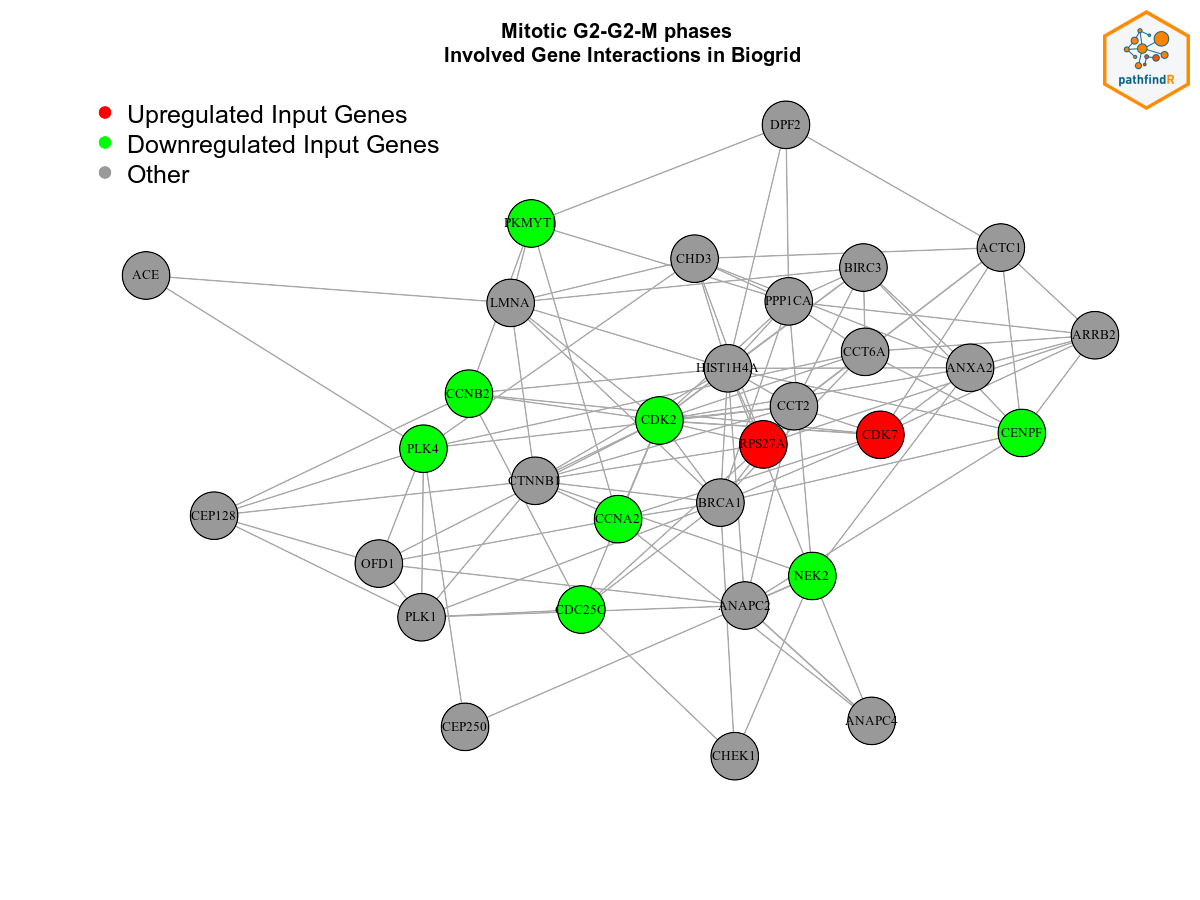 Mitotic G2-G2-M phases
Involved Gene Interactions in Biogrid
pathfindR
Upregulated Input Genes
Downregulated Input Genes
Other
DPF2
PKMYT
CHD3
ACTC1
BIRC3
ACE
LMNA
PPP1CA
ARRB2
CCT6A
HIST1H4A
ANXA2
CCNB2
CCT2
CDK2
CDK7
CENPF
RPS27A
PLK4
CTNNB1
BRCA1
CEP128
CCNA2
OFD1
NEK2
ANAPC2
CDC25C
PLK1
ANAPC4
CEP250
CHEK1